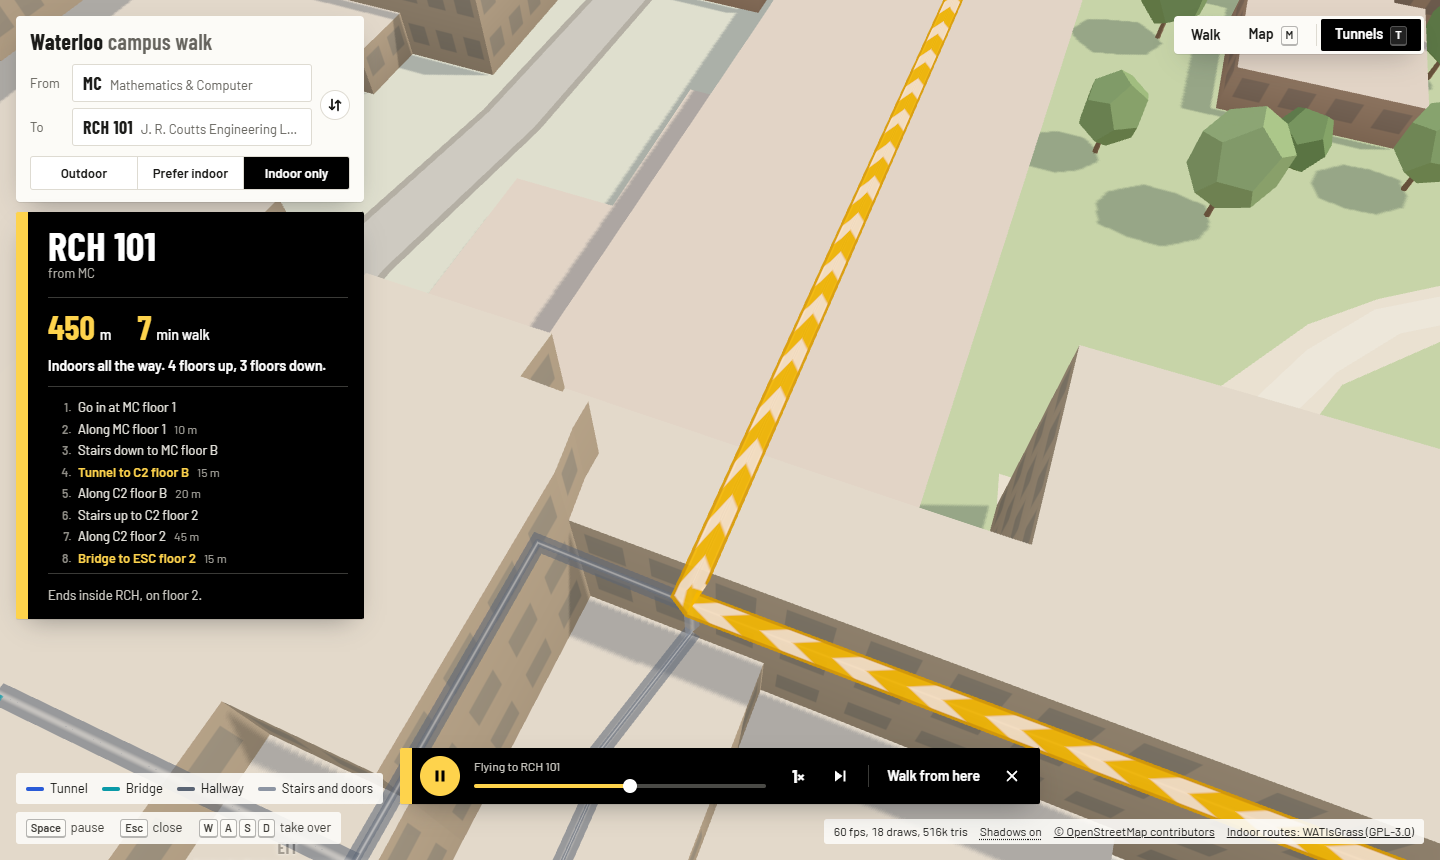 Waterloo campus walk
From MC Mathematics & Computer
To RCH 101 J. R. Coutts Engineering L...
Outdoor Prefer indoor Indoor only
Walk Map M Tunnels T
RCH 101
from MC
450 m 7 min walk
Indoors all the way. 4 floors up, 3 floors down.
1. Go in at MC floor 1
2. Along MC floor 1 10 m
3. Stairs down to MC floor B
4. Tunnel to C2 floor B 15 m
5. Along C2 floor B 20 m
6. Stairs up to C2 floor 2
7. Along C2 floor 2 45 m
8. Bridge to ESC floor 2 15 m
Ends inside RCH, on floor 2.
Flying to RCH 101
1× Walk from here
Tunnel Bridge Hallway Stairs and doors
Space pause Esc close W A S D take over
60 fps, 18 draws, 516k tris Shadows on © OpenStreetMap contributors Indoor routes: WATIsGrass (GPL-3.0)